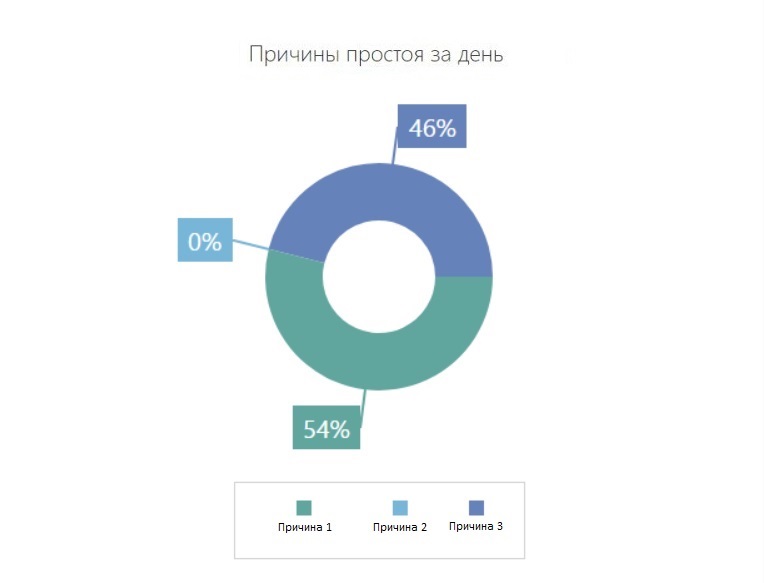 Причины простоя за день
46%
0%
54%
Причина 1
Причина 2
Причина 3